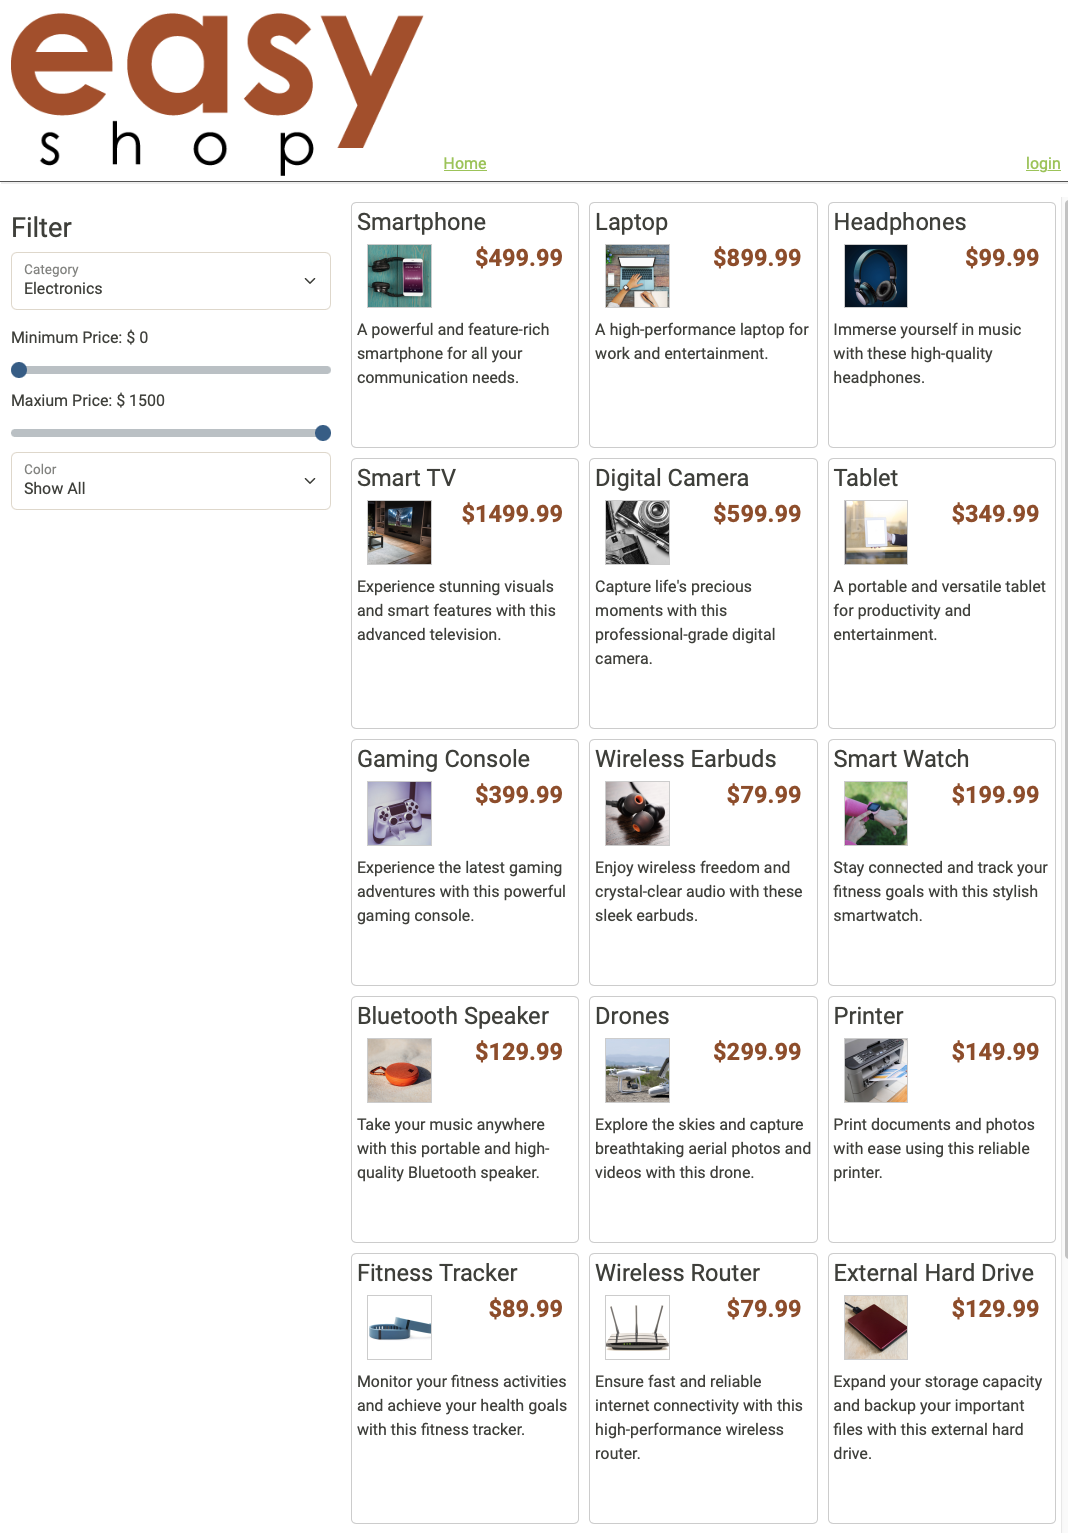 easy
shop
Home
login
Filter
Category
Electronics
Minimum Price: $ 0
Maxium Price: $ 1500
Color
Show All
Smartphone
$499.99
A powerful and feature-rich
smartphone for all your
communication needs.
Laptop
$899.99
A high-performance laptop for
work and entertainment.
Headphones
$99.99
Immerse yourself in music
with these high-quality
headphones.
Smart TV
$1499.99
Experience stunning visuals
and smart features with this
advanced television.
Digital Camera
$599.99
Capture life's precious
moments with this
professional-grade digital
camera.
Tablet
$349.99
A portable and versatile tablet
for productivity and
entertainment.
Gaming Console
$399.99
Experience the latest gaming
adventures with this powerful
gaming console.
Wireless Earbuds
$79.99
Enjoy wireless freedom and
crystal-clear audio with these
sleek earbuds.
Smart Watch
$199.99
Stay connected and track your
fitness goals with this stylish
smartwatch.
Bluetooth Speaker
$129.99
Take your music anywhere
with this portable and high-
quality Bluetooth speaker.
Drones
$299.99
Explore the skies and capture
breathtaking aerial photos and
videos with this drone.
Printer
$149.99
Print documents and photos
with ease using this reliable
printer.
Fitness Tracker
$89.99
Monitor your fitness activities
and achieve your health goals
with this fitness tracker.
Wireless Router
$79.99
Ensure fast and reliable
internet connectivity with this
high-performance wireless
router.
External Hard Drive
$129.99
Expand your storage capacity
and backup your important
files with this external hard
drive.